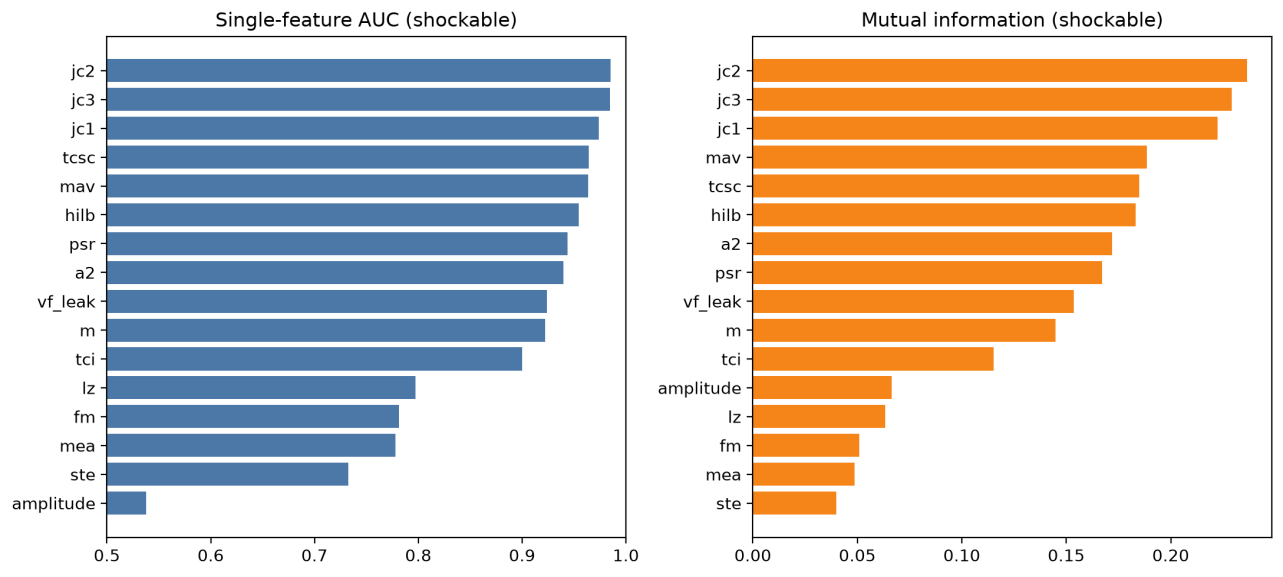 Single-feature AUC (shockable)
jc2
jc3
jc1
tcsc
mav
hilb
psr
a2
vf_leak
m
tci
lz
fm
mea
ste
amplitude
0.5 0.6 0.7 0.8 0.9 1.0
Mutual information (shockable)
jc2
jc3
jc1
mav
tcsc
hilb
a2
psr
vf_leak
m
tci
amplitude
lz
fm
mea
ste
0.00 0.05 0.10 0.15 0.20